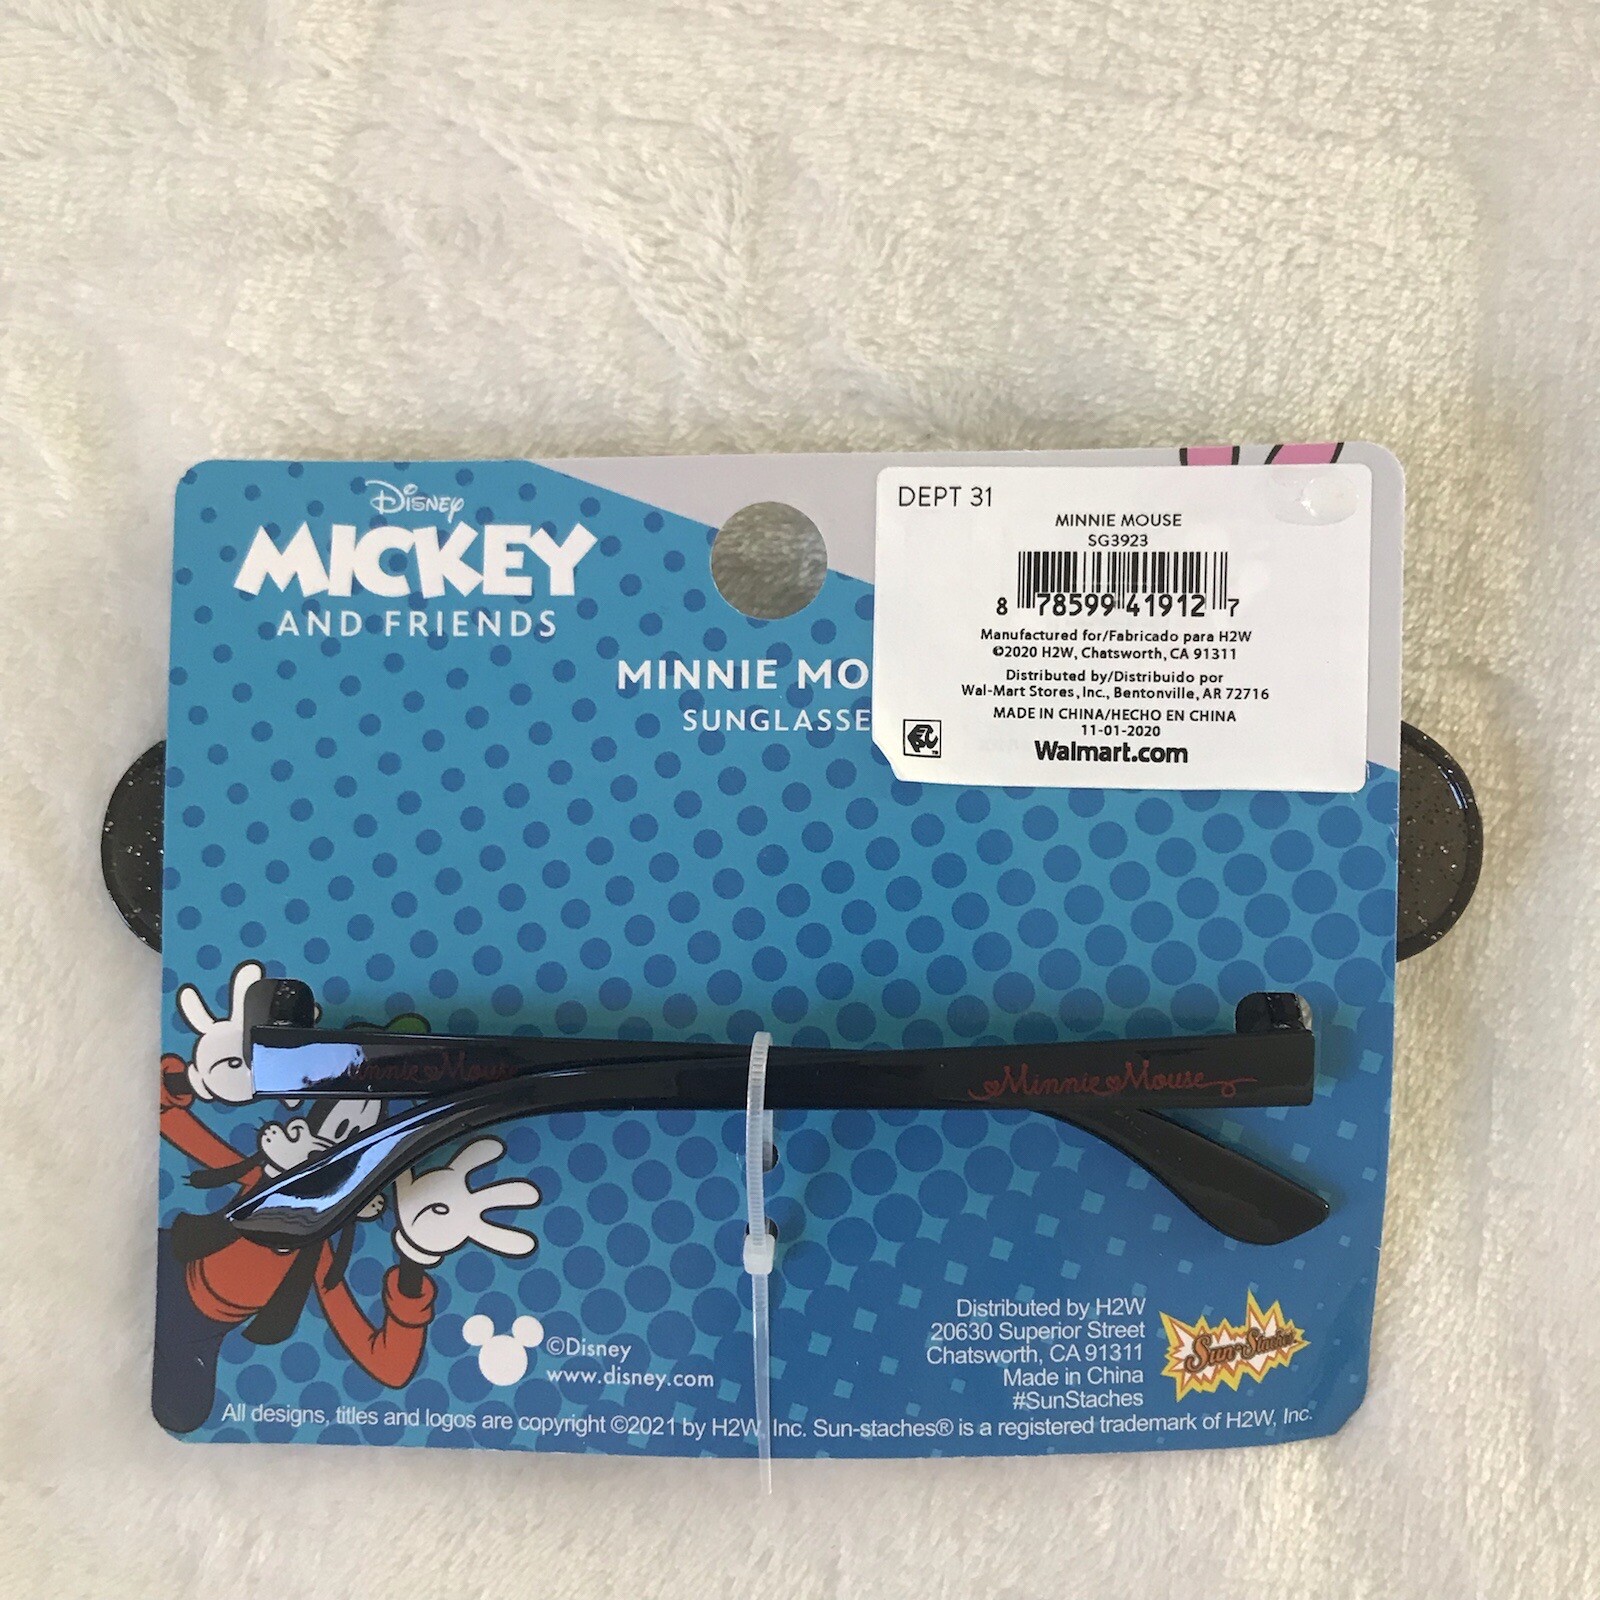 Disney
MICKEY
AND FRIENDS
MINNIE MO
SUNGLASSE
DEPT 31
MINNIE MOUSE
SG3923
8 78599 41912 7
Manufactured for/Fabricado para H2W
©2020 H2W, Chatsworth, CA 91311
Distributed by/Distribuido por
Wal-Mart Stores, Inc., Bentonville, AR 72716
MADE IN CHINA/HECHO EN CHINA
11-01-2020
Walmart.com
Minnie Mouse
Minnie Mouse
©Disney
www.disney.com
Distributed by H2W
20630 Superior Street
Chatsworth, CA 91311
Made in China
#SunStaches
Sun-Staches
All designs, titles and logos are copyright ©2021 by H2W, Inc. Sun-staches® is a registered trademark of H2W, Inc.